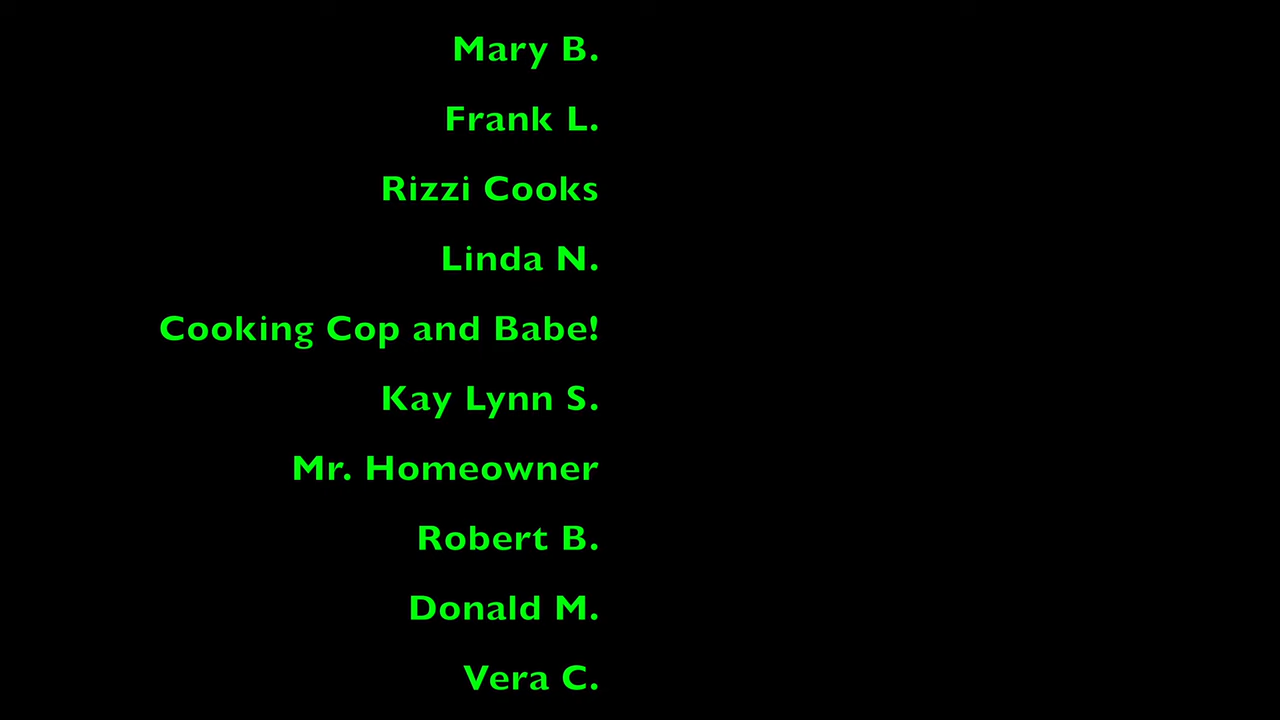 Mary B.
Frank L.
Rizzi Cooks
Linda N.
Cooking Cop and Babe!
Kay Lynn S.
Mr. Homeowner
Robert B.
Donald M.
Vera C.